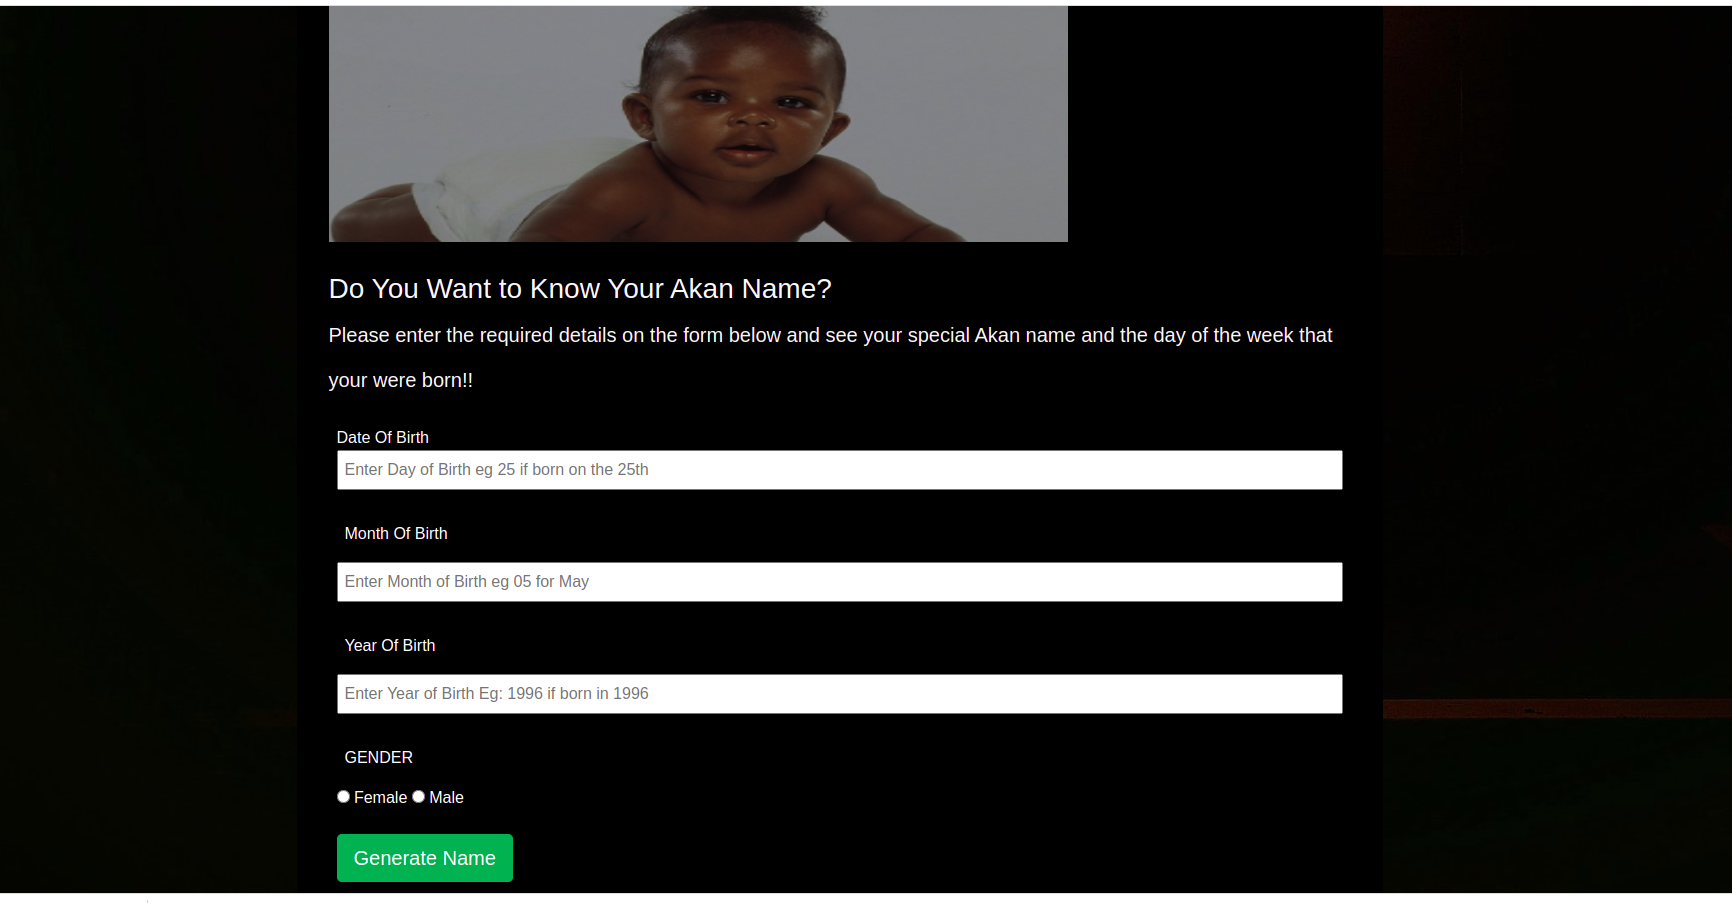 Do You Want to Know Your Akan Name?
Please enter the required details on the form below and see your special Akan name and the day of the week that
your were born!!
Date Of Birth
Enter Day of Birth eg 25 if born on the 25th
Month Of Birth
Enter Month of Birth eg 05 for May
Year Of Birth
Enter Year of Birth Eg: 1996 if born in 1996
GENDER
Female Male
Generate Name